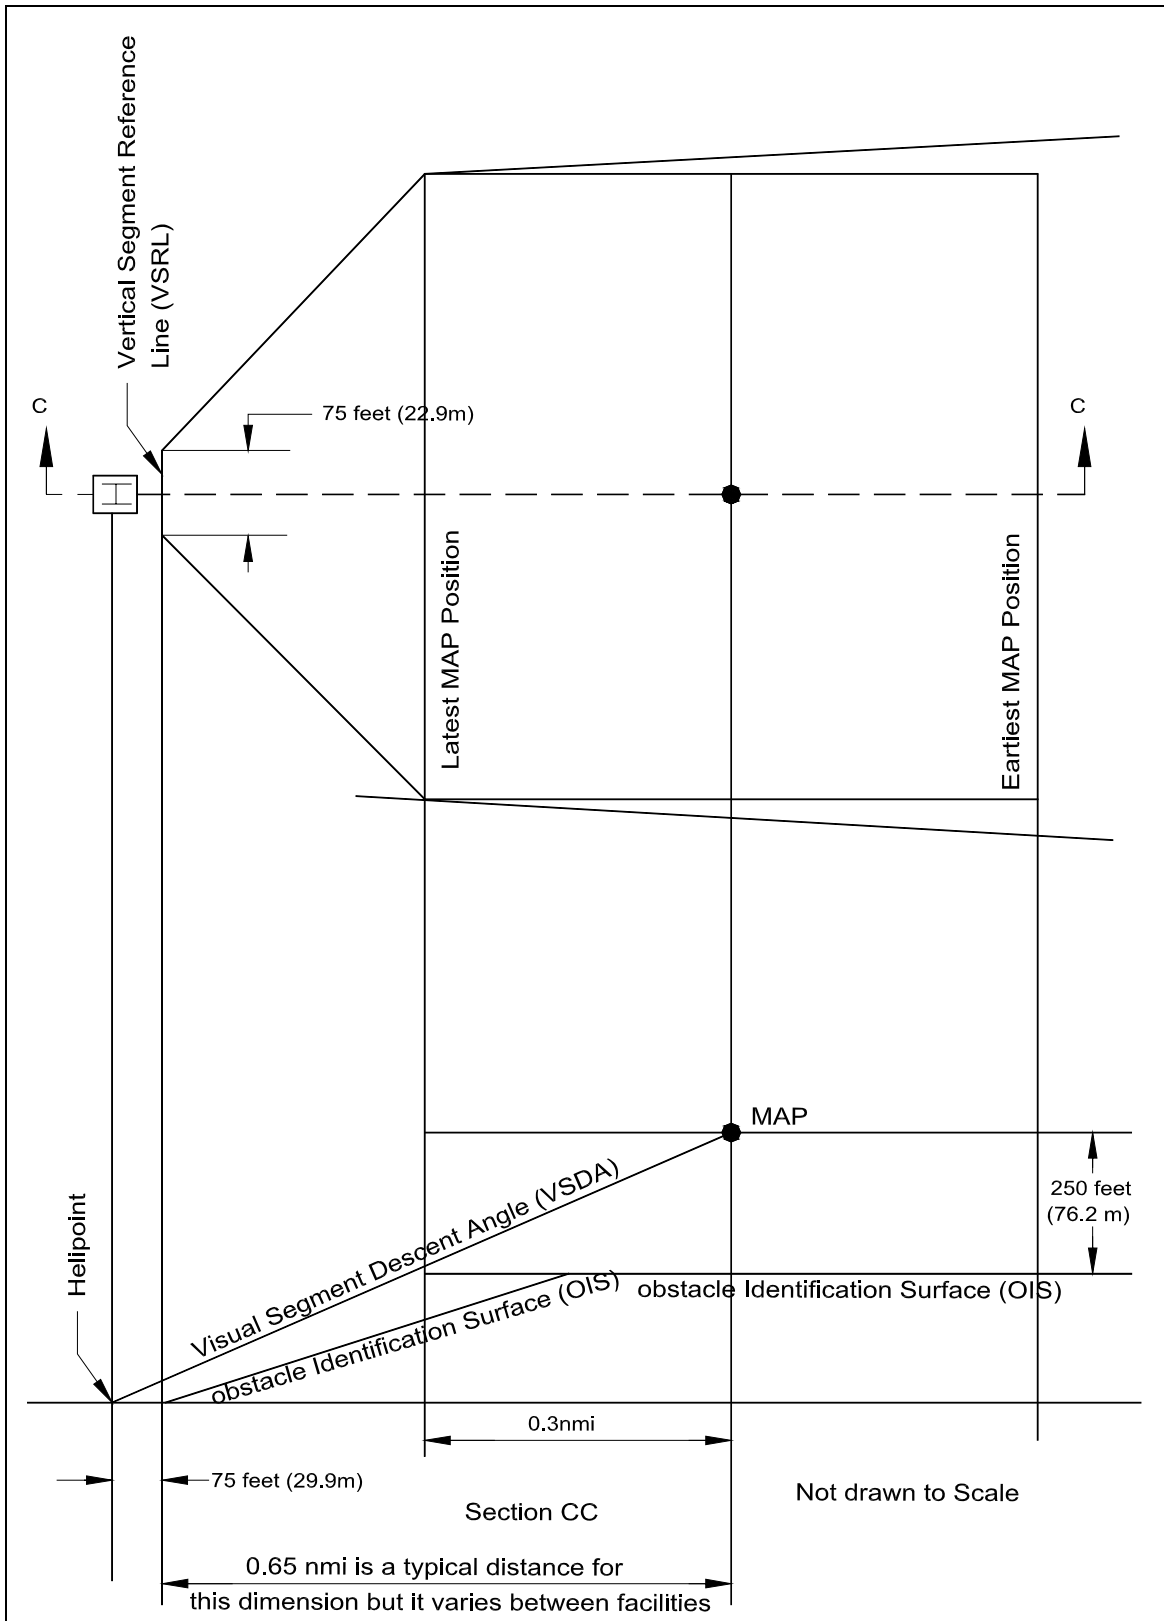 Vertical Segment Reference
Line (VSRL)
75 feet (22.9m)
C
C
H
Latest MAP Position
Eartiest MAP Position
MAP
250 feet
(76.2 m)
Visual Segment Descent Angle (VSDA)
obstacle Identification Surface (OIS)
obstacle Identification Surface (OIS)
Helipoint
0.3nmi
75 feet (29.9m)
Not drawn to Scale
Section CC
0.65 nmi is a typical distance for
this dimension but it varies between facilities